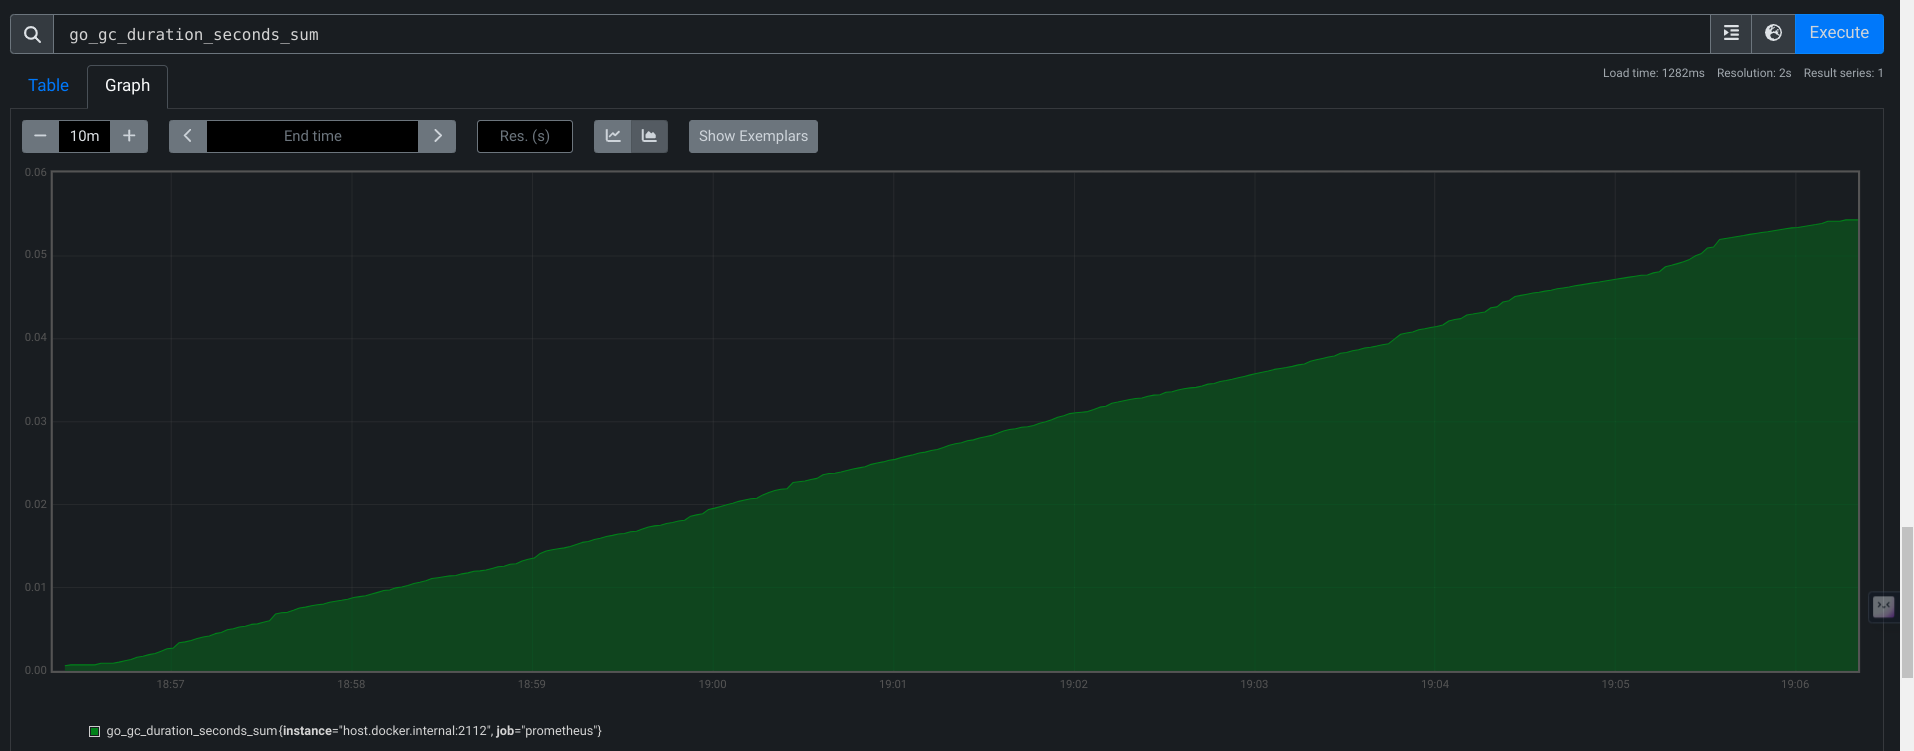 go_gc_duration_seconds_sum
Execute
Table
Graph
Load time: 1282ms Resolution: 2s Result series: 1
10m
End time
Res. (s)
Show Exemplars
0.06
0.05
0.04
0.03
0.02
0.01
0.00
18:57 18:58 18:59 19:00 19:01 19:02 19:03 19:04 19:05 19:06
go_gc_duration_seconds_sum{instance="host.docker.internal:2112", job="prometheus"}